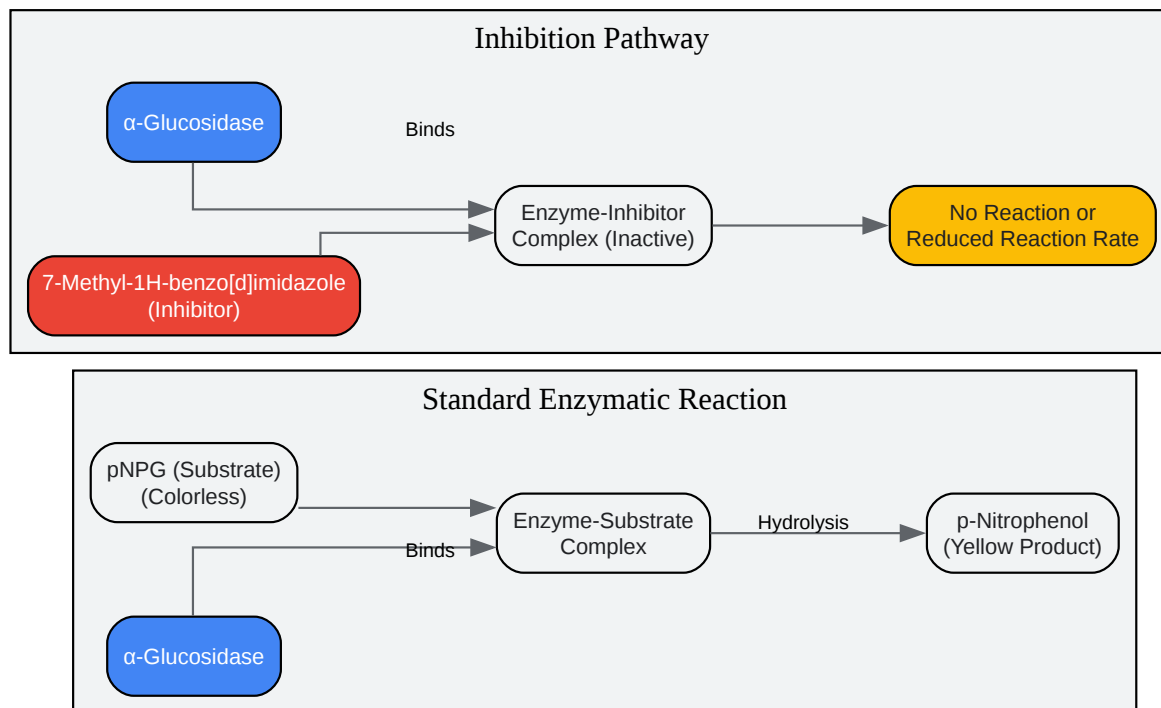 Inhibition Pathway
α-Glucosidase
Binds
Enzyme-Inhibitor
Complex (Inactive)
No Reaction or
Reduced Reaction Rate
7-Methyl-1H-benzo[d]imidazole
(Inhibitor)
Standard Enzymatic Reaction
pNPG (Substrate)
(Colorless)
Enzyme-Substrate
Complex
Hydrolysis
p-Nitrophenol
(Yellow Product)
Binds
α-Glucosidase